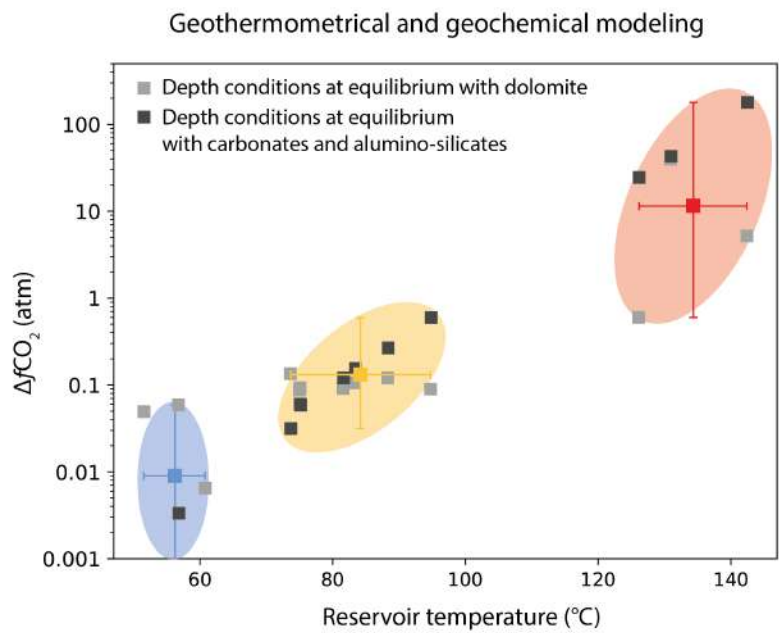 Geothermometrical and geochemical modeling
Depth conditions at equilibrium with dolomite
Depth conditions at equilibrium
with carbonates and alumino-silicates
100
10
1
0.1
0.01
0.001
ΔfCO₂ (atm)
60 80 100 120 140
Reservoir temperature (°C)